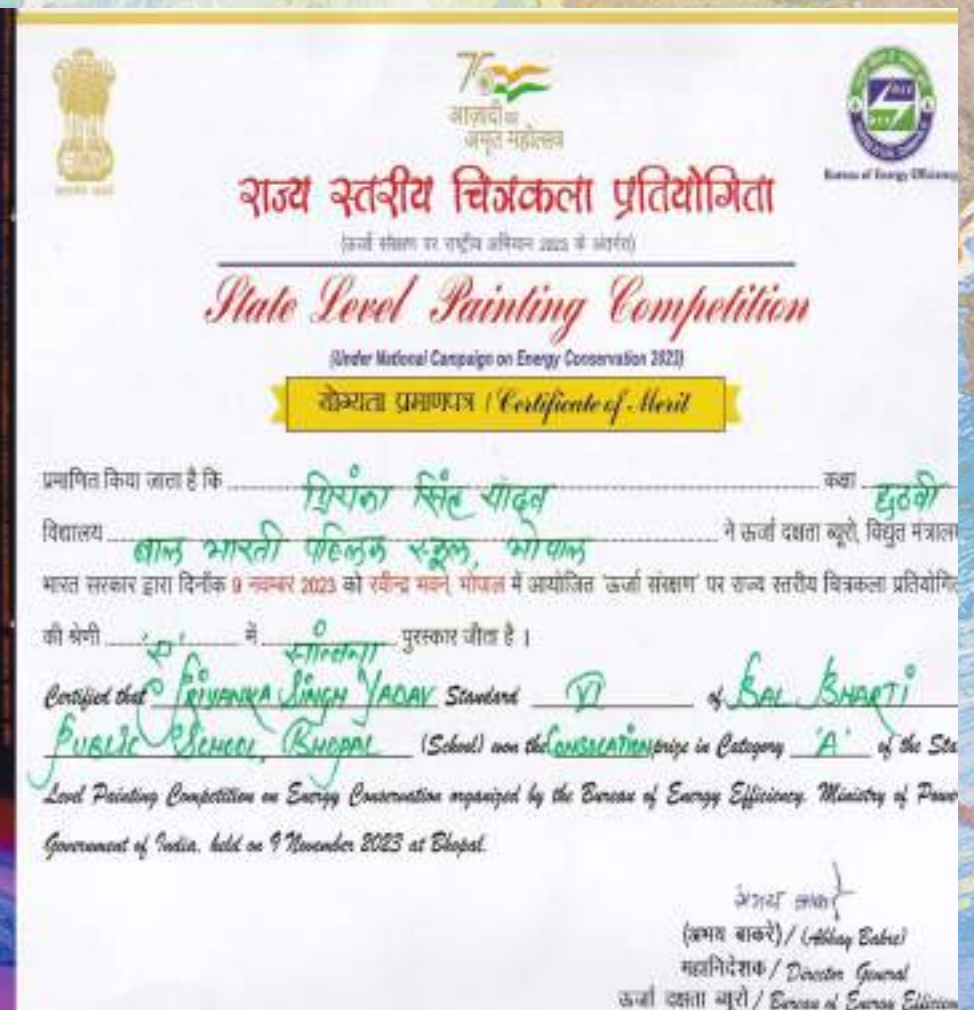 76
आज़ादी का
अमृत महोत्सव
Bureau of Energy Efficiency
राज्य स्तरीय चित्रकला प्रतियोगिता
(ऊर्जा संरक्षण पर राष्ट्रीय अभियान 2023 के अंतर्गत)
State Level Painting Competition
(Under National Campaign on Energy Conservation 2023)
योग्यता प्रमाणपत्र / Certificate of Merit
प्रमाणित किया जाता है कि प्रियंका सिंह यादव कक्षा छठवी
विद्यालय बाल भारती पब्लिक स्कूल, भोपाल ने ऊर्जा दक्षता ब्यूरो, विद्युत मंत्राल
भारत सरकार द्वारा दिनाँक 9 नवम्बर 2023 को रवीन्द्र भवन, भोपाल में आयोजित 'ऊर्जा संरक्षण' पर राज्य स्तरीय चित्रकला प्रतियोगि
की श्रेणी में सांत्वना पुरस्कार जीता है ।
Certified that PRIYANKA SINGH YADAV Standard VI of BAL BHARTI
PUBLIC SCHOOL, BHOPAL (School) won the CONSOLATION prize in Category 'A' of the Sta
Level Painting Competition on Energy Conservation organized by the Bureau of Energy Efficiency, Ministry of Power
Government of India, held on 9 November 2023 at Bhopal.
अभय बाकरे
(अभय बाकरे) / (Abhay Bakre)
महानिदेशक / Director General
ऊर्जा दक्षता ब्यूरो / Bureau of Energy Efficien